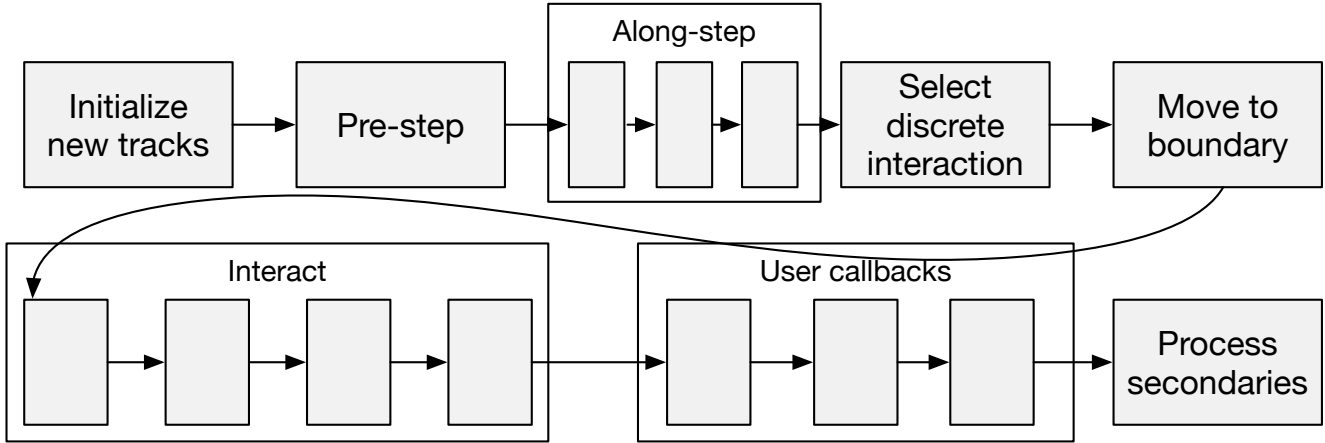 Along-step
Initialize
new tracks
Pre-step
Select
discrete
interaction
Move to
boundary
Interact
User callbacks
Process
secondaries